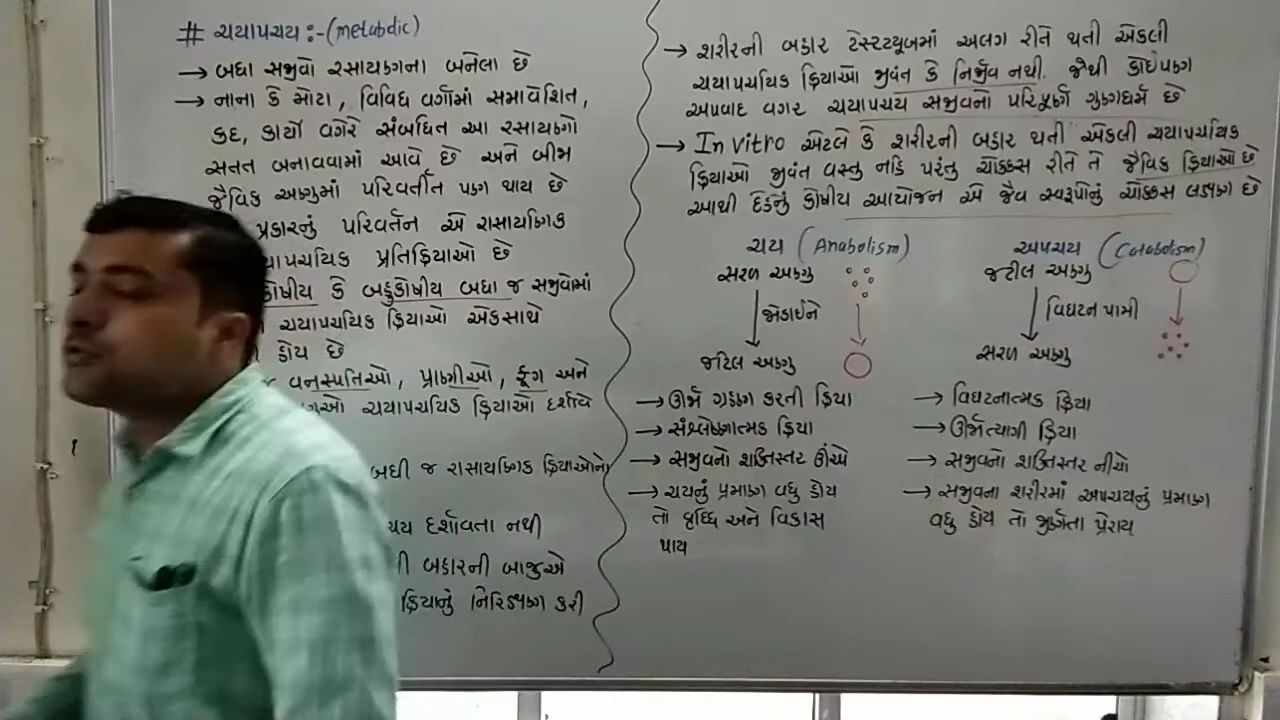 # ચયાપચય :- (metabolic)
→ બધા સજીવો રસાયણના બનેલા છે
→ નાના કે મોટા, વિવિધ વર્ગોમાં સમાવેશિત,
કદ, કાર્યો વગેરે સંબધિત આ રસાયણો
સતત બનાવવામાં આવે છે અને બીજા
જૈવિક અણુમાં પરિવર્તીત પણ થાય છે
પ્રકારનું પરિવર્તન એ રાસાયણિક
પ્રતિક્રિયાઓ છે
કોષીય કે બહુકોષીય બધા જ સજીવોમાં
ચયાપચયિક ક્રિયાઓ એકસાથે
હોય છે
વનસ્પતિઓ, પ્રાણીઓ, ફૂગ અને
ચયાપચયિક ક્રિયાઓ દર્શાવે
બધી જ રાસાયણિક ક્રિયાઓને
દર્શાવતા નથી
બહારની બાજુએ
ક્રિયાનું નિરિક્ષણ કરી
→ શરીરની બહાર ટેસ્ટટ્યુબમાં અલગ રીતે થતી એકલી
ચયાપચયિક ક્રિયાઓ જીવંત કે નિર્જીવ નથી. જેથી કોઈપણ
અપવાદ વગર ચયાપચય સજીવનો પરિપૂર્ણ ગુણધર્મ છે
→ In vitro એટલે કે શરીરની બહાર થતી એકલી ચયાપચયિક
ક્રિયાઓ જીવંત વસ્તુ નહિ પરંતુ ચોક્કસ રીતે તે જૈવિક ક્રિયાઓ છે
આથી દેહનું કોષીય આયોજન એ જૈવ સ્વરૂપોનું ચોક્કસ લક્ષણ છે
ચય (Anabolism)
સરળ અણુ
જોડાઈને
જટિલ અણુ
→ ઊર્જા ગ્રહણ કરતી ક્રિયા
→ સંશ્લેષણાત્મક ક્રિયા
→ સજીવનો શક્તિસ્તર ઊંચો
→ ચયનું પ્રમાણ વધુ હોય
તો વૃધ્ધિ અને વિકાસ
થાય
અપચય (Catabolism)
જટીલ અણુ
વિઘટન પામી
સરળ અણુ
→ વિઘટનાત્મક ક્રિયા
→ ઊર્જાત્યાગી ક્રિયા
→ સજીવનો શક્તિસ્તર નીચો
→ સજીવના શરીરમાં અપચયનું પ્રમાણ
વધુ હોય તો જીર્ણતા પ્રેરાય